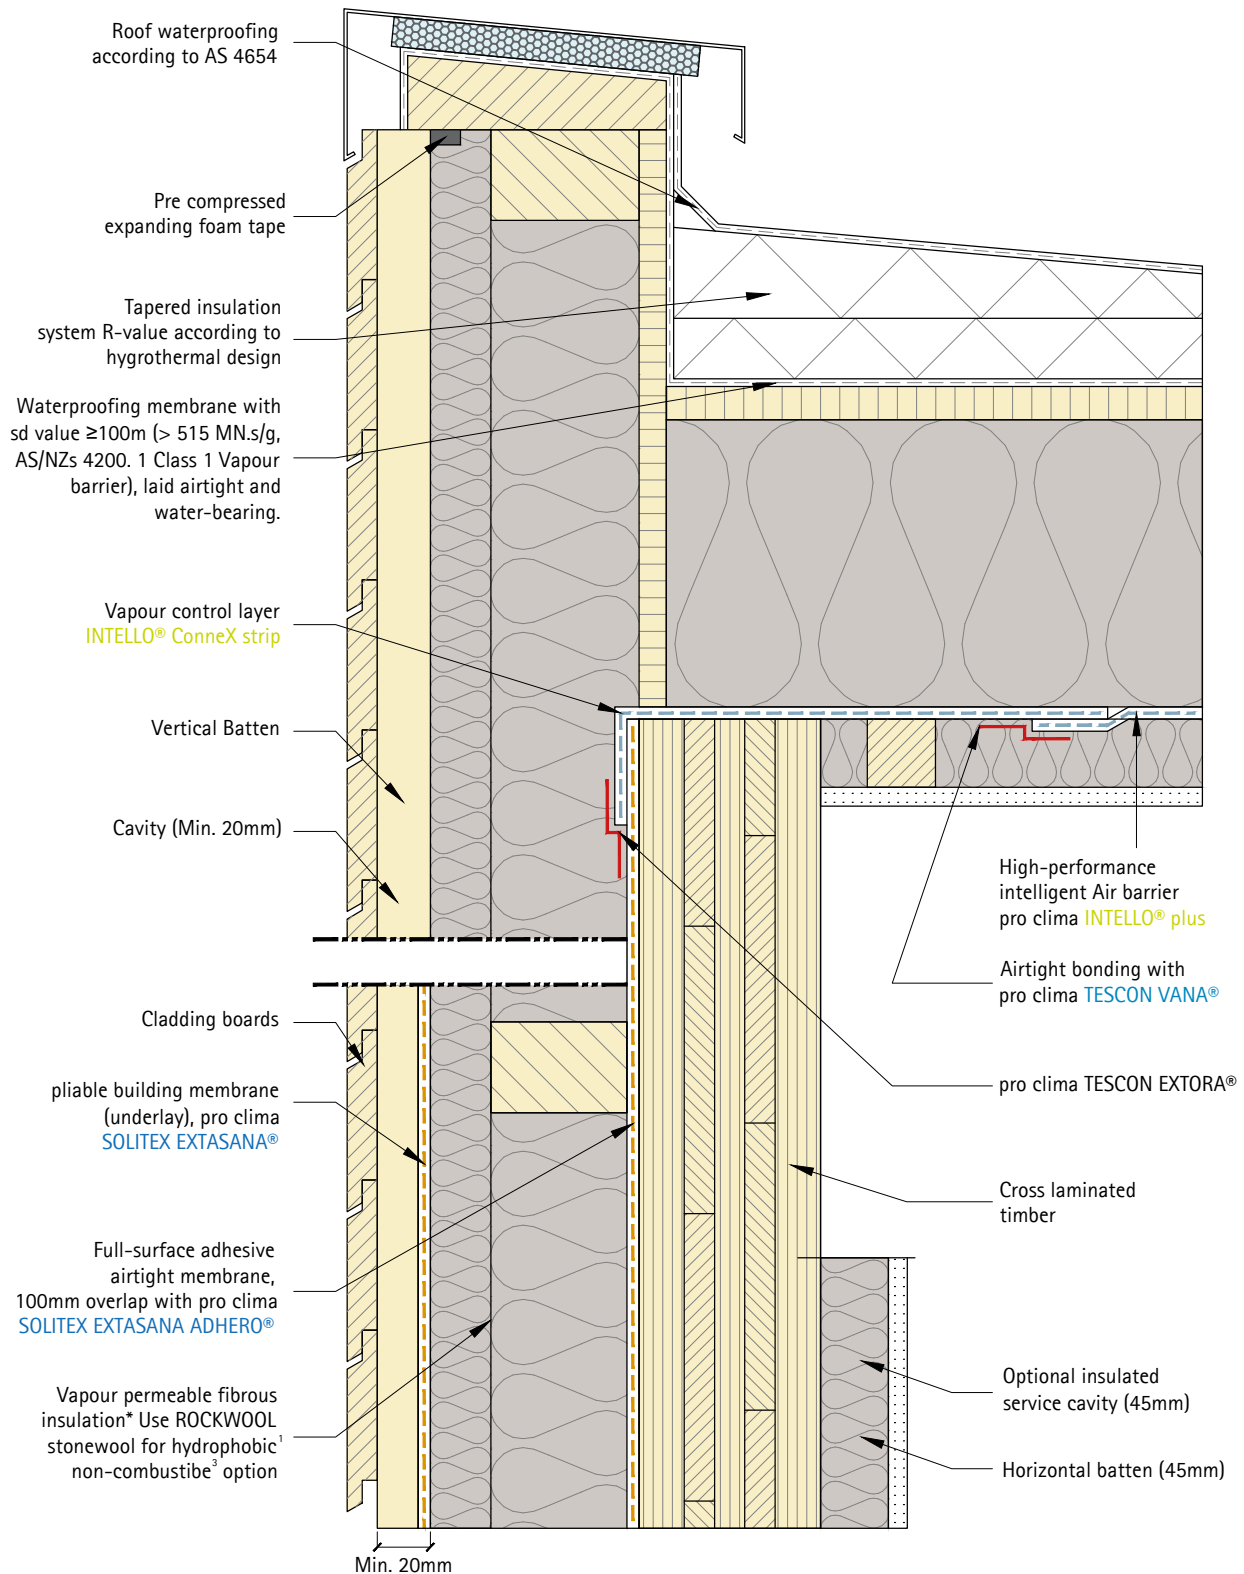 Roof waterproofing
according to AS 4654
Pre compressed
expanding foam tape
Tapered insulation
system R-value according to
hygrothermal design
Waterproofing membrane with
sd value ≥100m (> 515 MN.s/g,
AS/NZs 4200. 1 Class 1 Vapour
barrier), laid airtight and
water-bearing.
Vapour control layer
INTELLO® ConneX strip
Vertical Batten
Cavity (Min. 20mm)
Cladding boards
pliable building membrane
(underlay), pro clima
SOLITEX EXTASANA®
Full-surface adhesive
airtight membrane,
100mm overlap with pro clima
SOLITEX EXTASANA ADHERO®
Vapour permeable fibrous
insulation* Use ROCKWOOL
stonewool for hydrophobic¹
non-combustibe³ option
Min. 20mm
High-performance
intelligent Air barrier
pro clima INTELLO® plus
Airtight bonding with
pro clima TESCON VANA®
pro clima TESCON EXTORA®
Cross laminated
timber
Optional insulated
service cavity (45mm)
Horizontal batten (45mm)